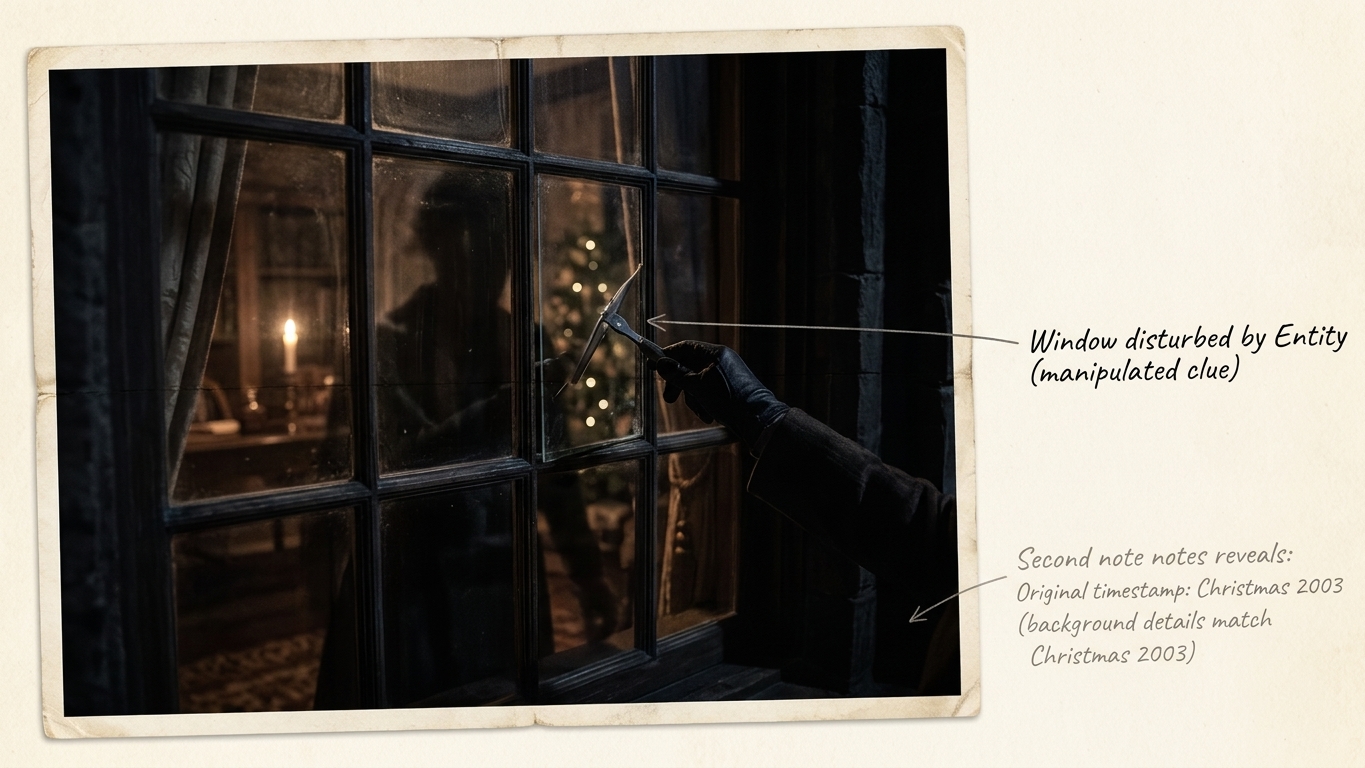 Window disturbed by Entity
(manipulated clue)
Second note notes reveals:
Original timestamp: Christmas 2003
(background details match
Christmas 2003)